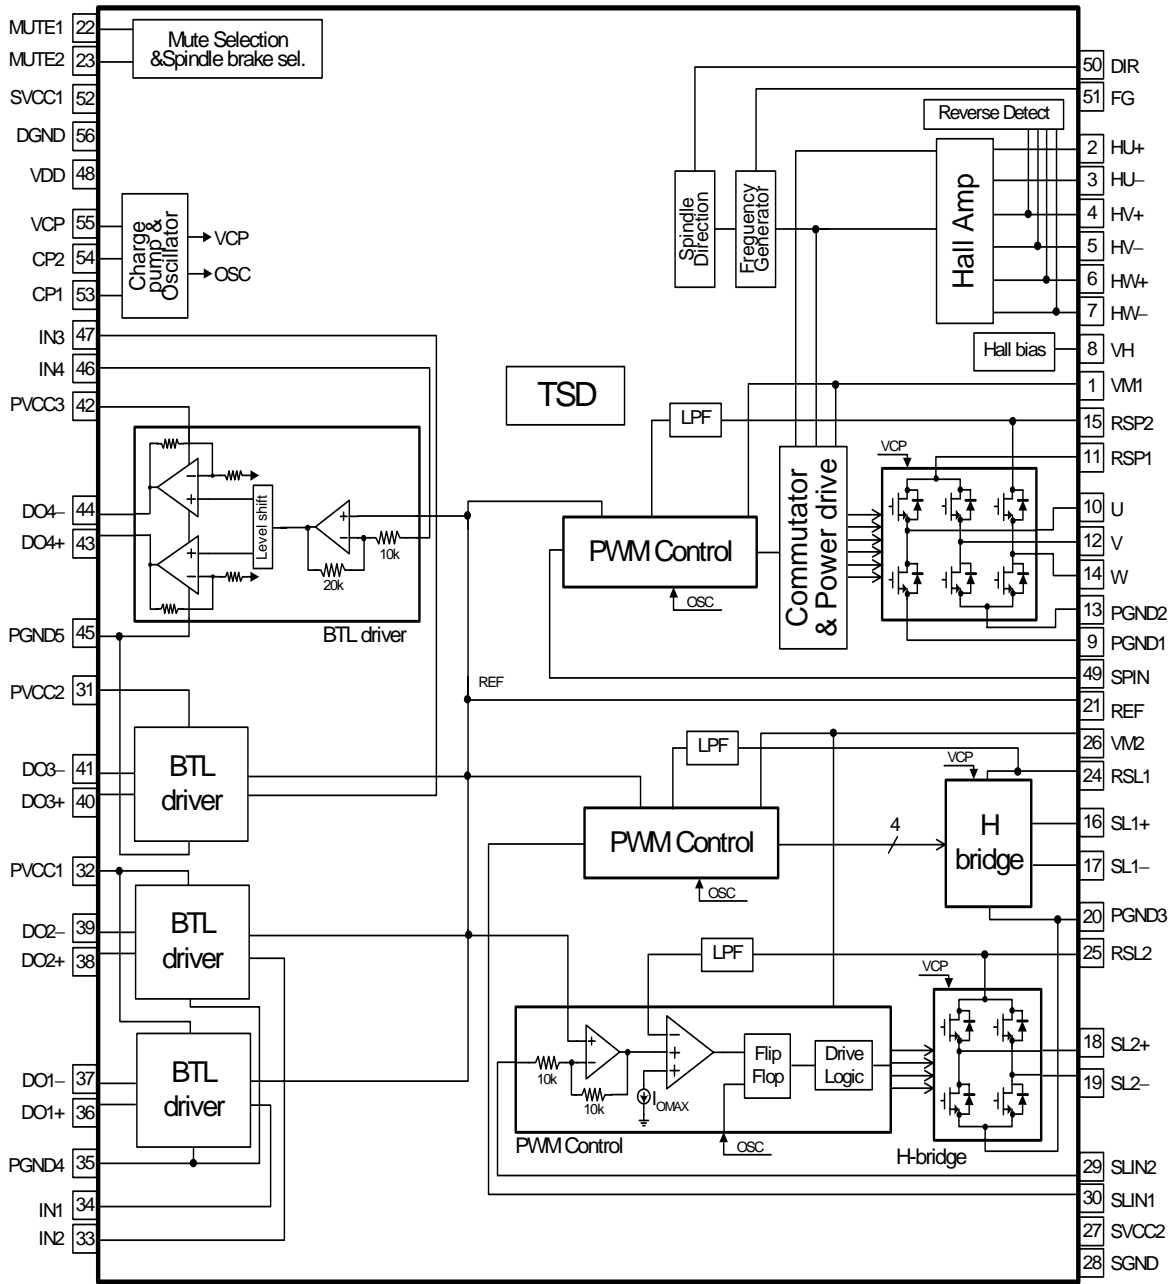 MUTE1 22
MUTE2 23
SVCC1 52
DGND 56
VDD 48
VCP 55
CP2 54
CP1 53
IN3 47
IN4 46
PVCC3 42
DO4– 44
DO4+ 43
PGND5 45
PVCC2 31
DO3– 41
DO3+ 40
PVCC1 32
DO2– 39
DO2+ 38
DO1– 37
DO1+ 36
PGND4 35
IN1 34
IN2 33
Mute Selection
&Spindle brake sel.
Charge
pump &
Oscillator
VCP
OSC
Level shift
10k
20k
BTL driver
BTL
driver
BTL
driver
BTL
driver
TSD
REF
Spindle
Direction
Freguency
Generator
Reverse Detect
Hall Amp
Hall bias
LPF
PWM Control
OSC
Commutator
& Power drive
VCP
LPF
PWM Control
OSC
4
VCP
H
bridge
LPF
VCP
10k
10k
IOMAX
Flip
Flop
Drive
Logic
PWM Control
OSC
H-bridge
50 DIR
51 FG
2 HU+
3 HU–
4 HV+
5 HV–
6 HW+
7 HW–
8 VH
1 VM1
15 RSP2
11 RSP1
10 U
12 V
14 W
13 PGND2
9 PGND1
49 SPIN
21 REF
26 VM2
24 RSL1
16 SL1+
17 SL1–
20 PGND3
25 RSL2
18 SL2+
19 SL2–
29 SLIN2
30 SLIN1
27 SVCC2
28 SGND